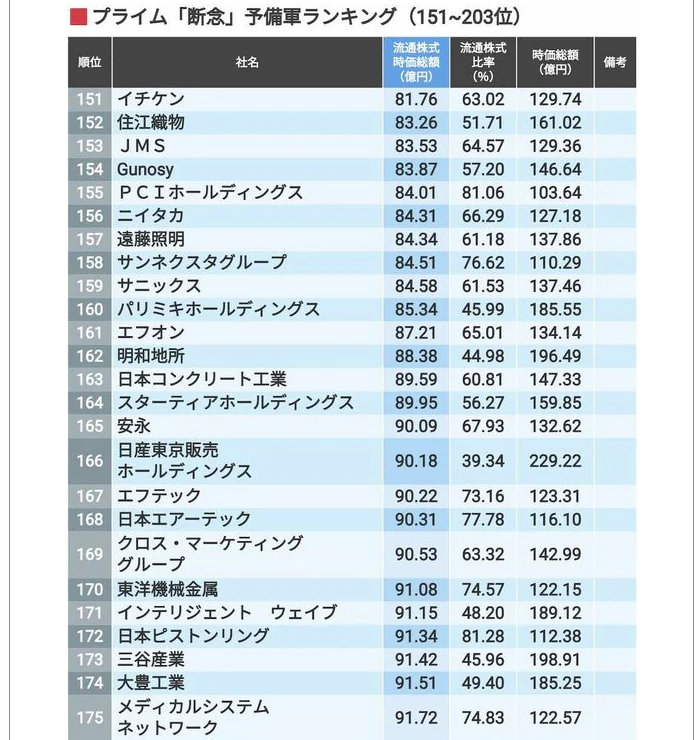 ■プライム「断念」予備軍ランキング（151~203位）
順位 社名 流通株式時価総額（億円） 流通株式比率（%） 時価総額（億円） 備考
151 イチケン 81.76 63.02 129.74
152 住江織物 83.26 51.71 161.02
153 ＪＭＳ 83.53 64.57 129.36
154 Gunosy 83.87 57.20 146.64
155 ＰＣＩホールディングス 84.01 81.06 103.64
156 ニイタカ 84.31 66.29 127.18
157 遠藤照明 84.34 61.18 137.86
158 サンネクスタグループ 84.51 76.62 110.29
159 サニックス 84.58 61.53 137.46
160 パリミキホールディングス 85.34 45.99 185.55
161 エフオン 87.21 65.01 134.14
162 明和地所 88.38 44.98 196.49
163 日本コンクリート工業 89.59 60.81 147.33
164 スターティアホールディングス 89.95 56.27 159.85
165 安永 90.09 67.93 132.62
166 日産東京販売ホールディングス 90.18 39.34 229.22
167 エフテック 90.22 73.16 123.31
168 日本エアーテック 90.31 77.78 116.10
169 クロス・マーケティンググループ 90.53 63.32 142.99
170 東洋機械金属 91.08 74.57 122.15
171 インテリジェント　ウェイブ 91.15 48.20 189.12
172 日本ピストンリング 91.34 81.28 112.38
173 三谷産業 91.42 45.96 198.91
174 大豊工業 91.51 49.40 185.25
175 メディカルシステムネットワーク 91.72 74.83 122.57